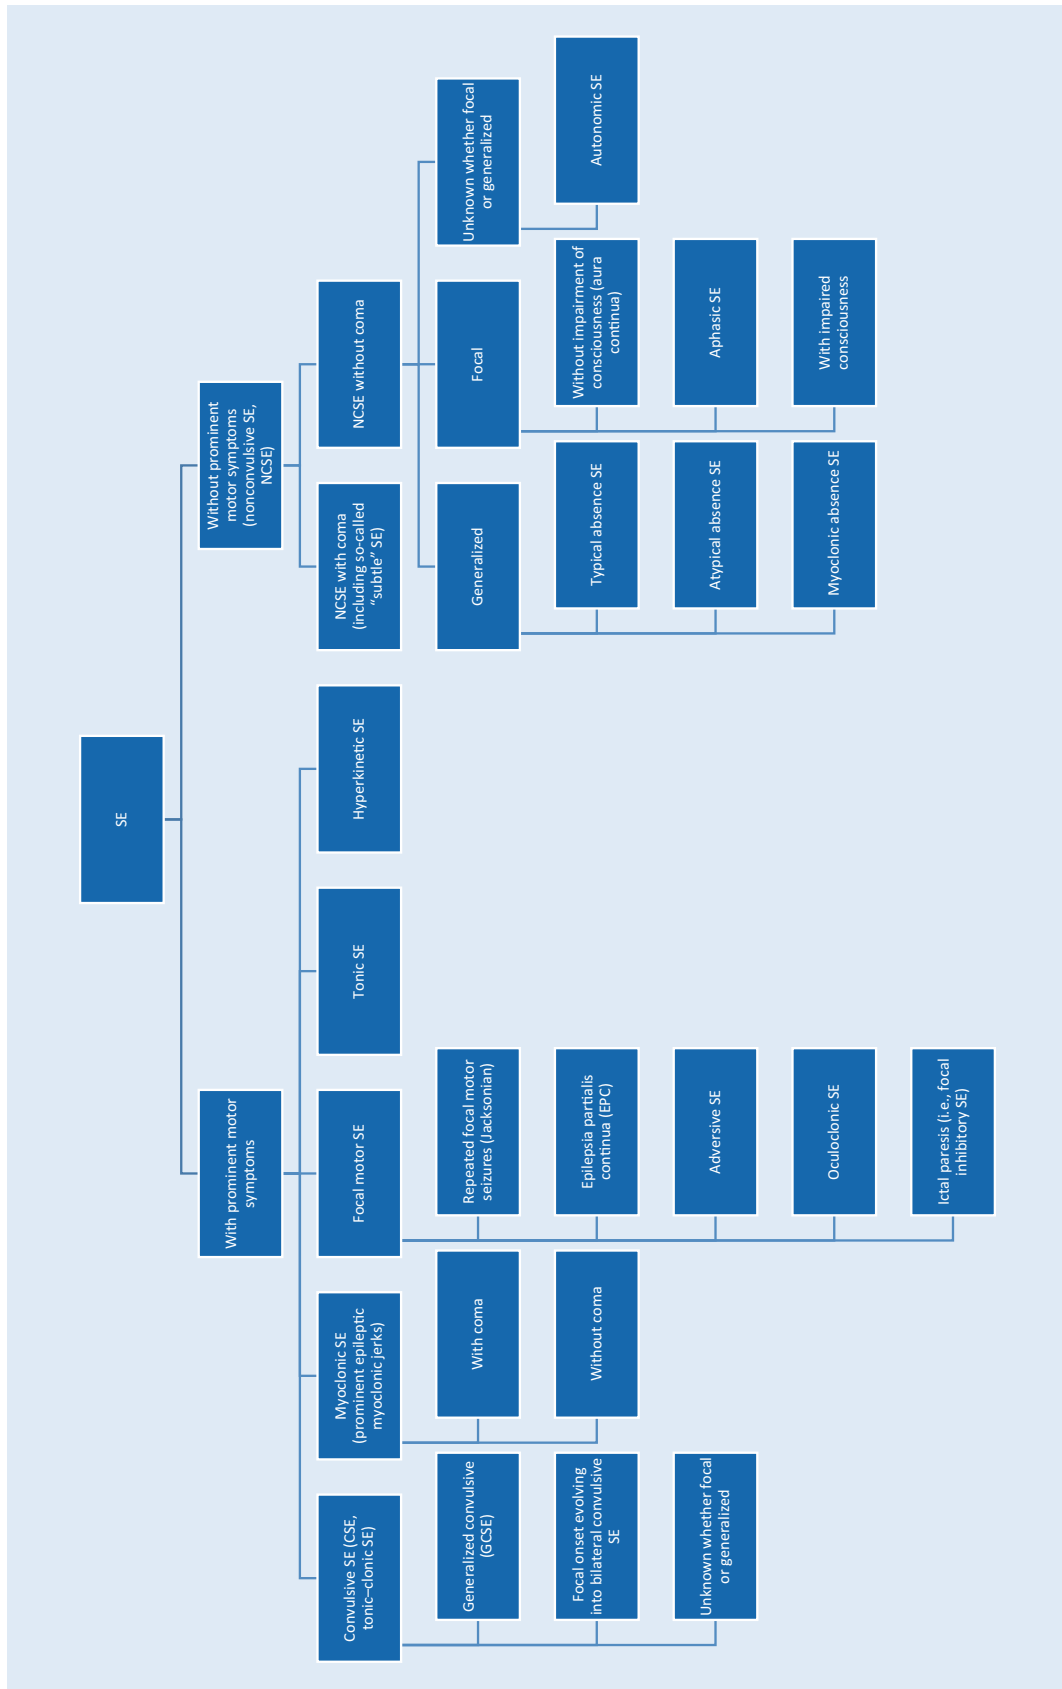 SE
With prominent motor
symptoms
Without prominent
motor symptoms
(nonconvulsive SE,
NCSE)
Convulsive SE (CSE,
tonic–clonic SE)
Myoclonic SE
(prominent epileptic
myoclonic jerks)
Focal motor SE
Tonic SE
Hyperkinetic SE
NCSE with coma
(including so-called
“subtle” SE)
NCSE without coma
Generalized convulsive
(GCSE)
Focal onset evolving
into bilateral convulsive
SE
Unknown whether focal
or generalized
With coma
Without coma
Repeated focal motor
seizures (Jacksonian)
Epilepsia partialis
continua (EPC)
Adversive SE
Oculoclonic SE
Ictal paresis (i.e., focal
inhibitory SE)
Generalized
Typical absence SE
Atypical absence SE
Myoclonic absence SE
Focal
Without impairment of
consciousness (aura
continua)
Aphasic SE
With impaired
consciousness
Unknown whether focal
or generalized
Autonomic SE